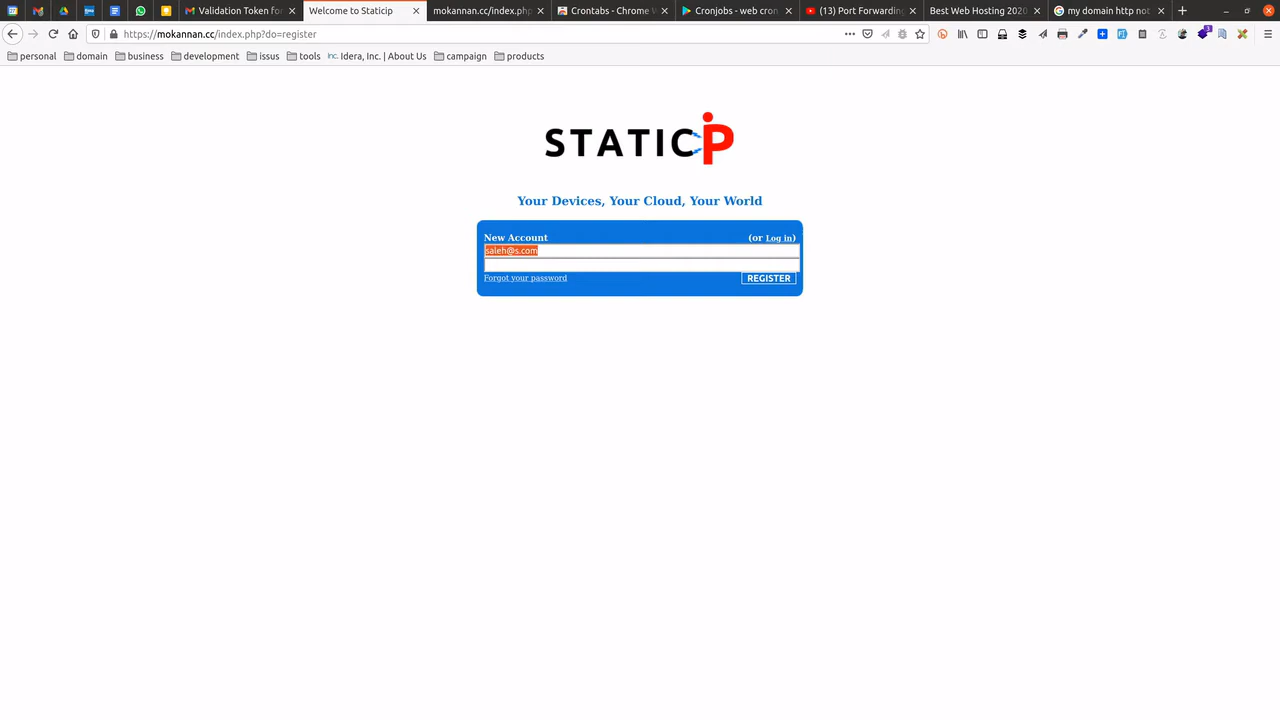 Validation Token for
Welcome to Staticip
mokannan.cc/index.php
Crontabs - Chrome W
Cronjobs - web cron
(13) Port Forwarding
Best Web Hosting 2020
my domain http not
https://mokannan.cc/index.php?do=register
3
personal
domain
business
development
issus
tools
inc. Idera, Inc. | About Us
campaign
products
STATICiP
Your Devices, Your Cloud, Your World
New Account
(or Log in)
saleh@s.com
Forgot your password
REGISTER